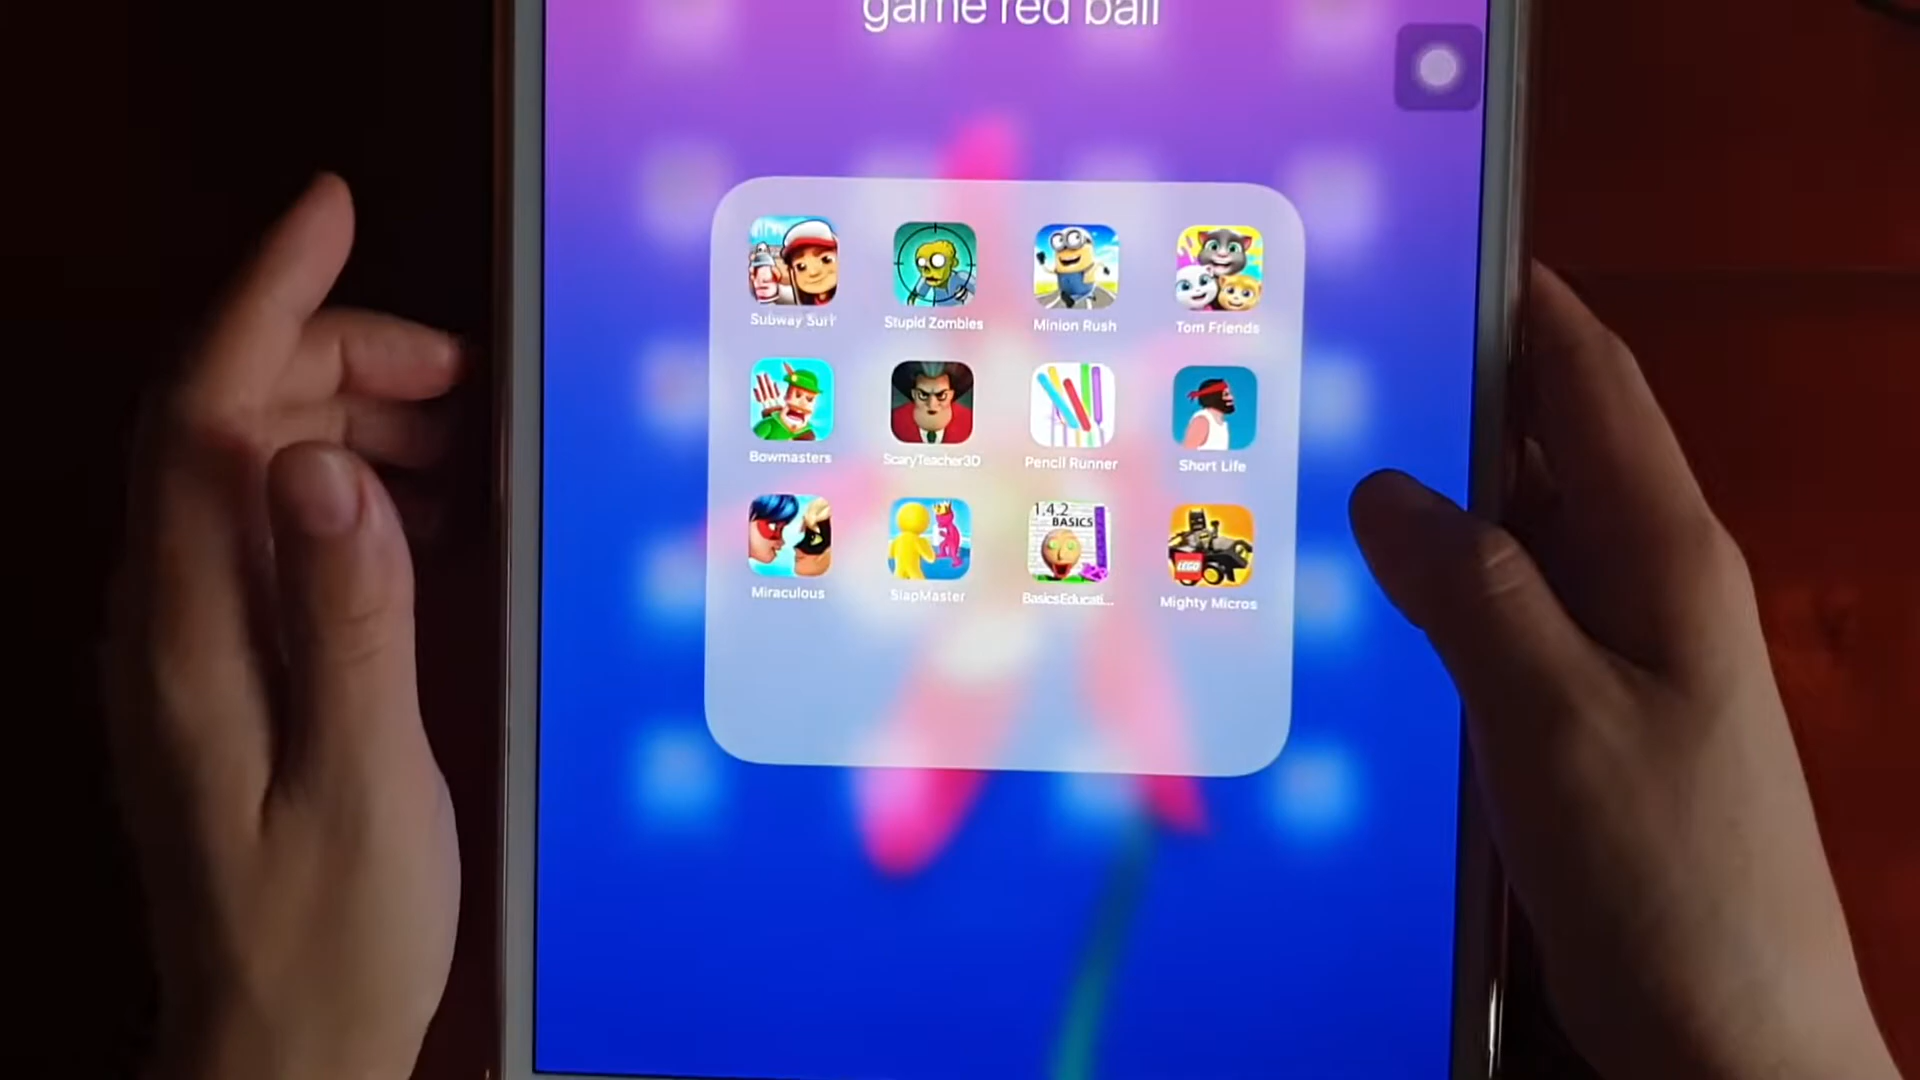 game red ball
Subway Surf
Stupid Zombies
Minion Rush
Tom Friends
Bowmasters
ScaryTeacher3D
Pencil Runner
Short Life
1.4.2
BASICS
LEGO
Miraculous
SlapMaster
BasicsEducati...
Mighty Micros